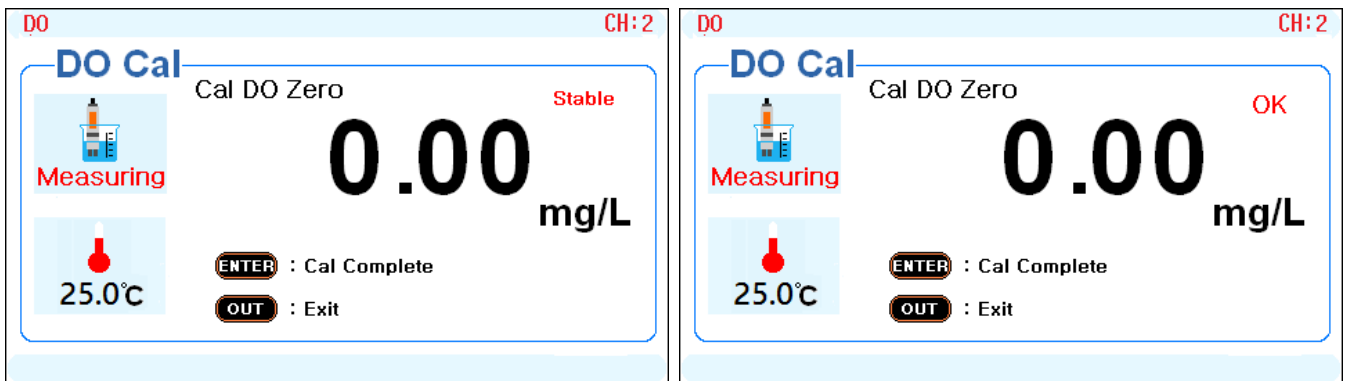 DO CH:2
DO Cal
Cal DO Zero
Stable
0.00
mg/L
Measuring
25.0℃
ENTER : Cal Complete
OUT : Exit
DO CH:2
DO Cal
Cal DO Zero
OK
0.00
mg/L
Measuring
25.0℃
ENTER : Cal Complete
OUT : Exit